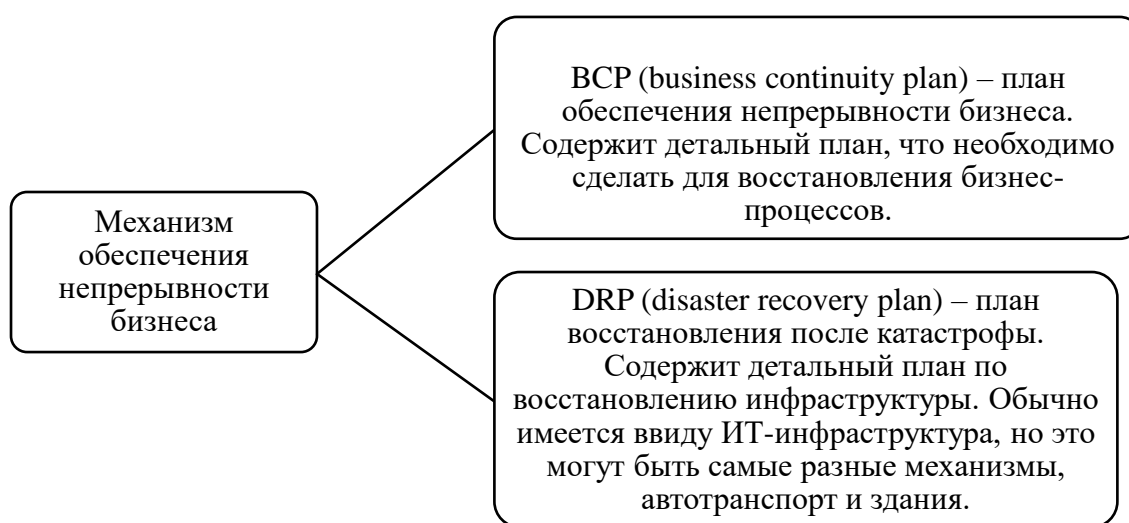 Механизм
обеспечения
непрерывности
бизнеса
BCP (business continuity plan) – план
обеспечения непрерывности бизнеса.
Содержит детальный план, что необходимо
сделать для восстановления бизнес-
процессов.
DRP (disaster recovery plan) – план
восстановления после катастрофы.
Содержит детальный план по
восстановлению инфраструктуры. Обычно
имеется ввиду ИТ-инфраструктура, но это
могут быть самые разные механизмы,
автотранспорт и здания.